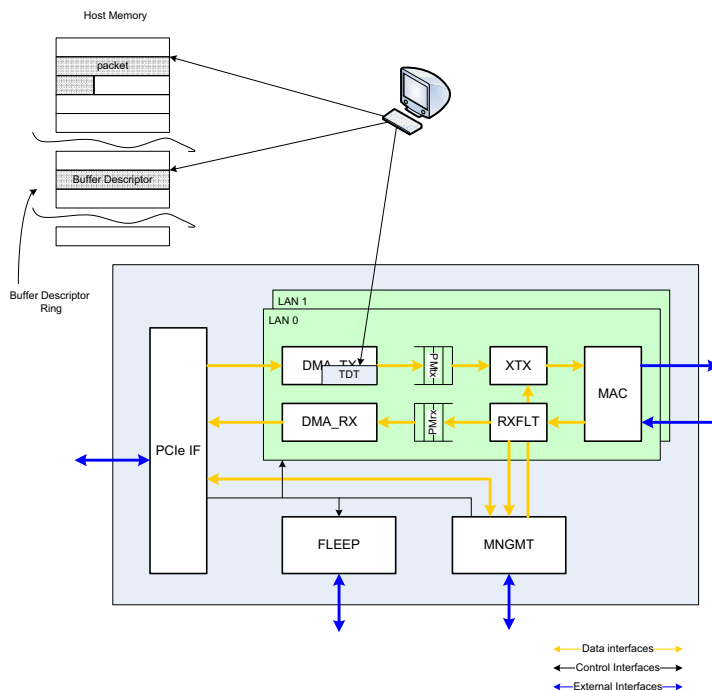 Host Memory
packet
Buffer Descriptor
Buffer Descriptor
Ring
LAN 1
LAN 0
DMA_TX
TDT
PMtx
XTX
MAC
DMA_RX
PMrx
RXFLT
PCIe IF
FLEEP
MNGMT
Data interfaces
Control Interfaces
External Interfaces